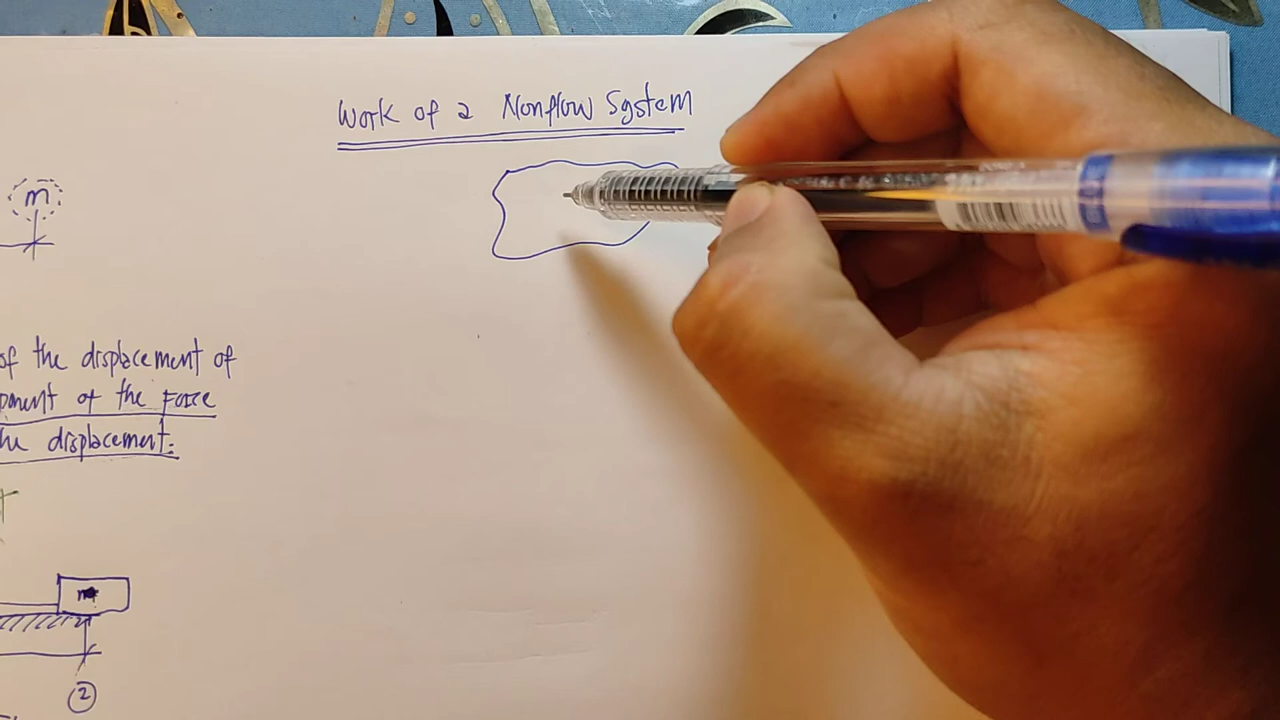 Work of a Nonflow System
m
of the displacement of
ponent of the Force
the displacement.
m
2